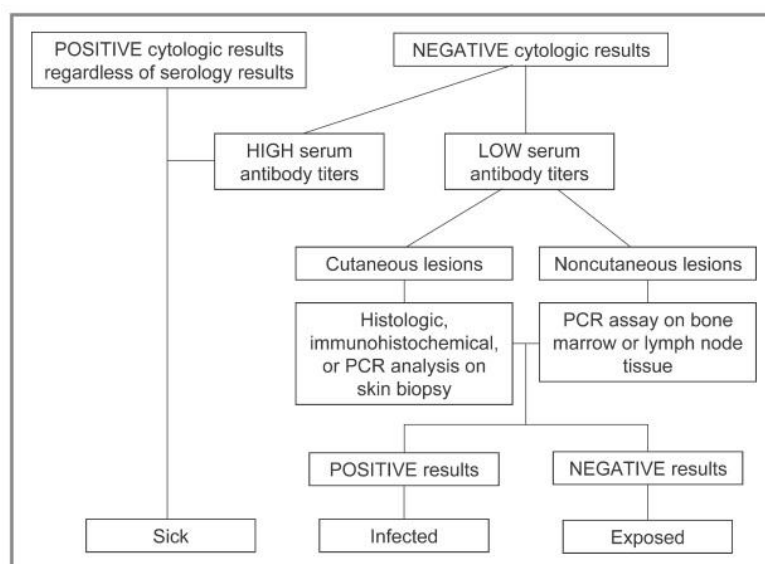 POSITIVE cytologic results
regardless of serology results
NEGATIVE cytologic results
HIGH serum
antibody titers
LOW serum
antibody titers
Cutaneous lesions
Noncutaneous lesions
Histologic,
immunohistochemical,
or PCR analysis on
skin biopsy
PCR assay on bone
marrow or lymph node
tissue
POSITIVE results
NEGATIVE results
Sick
Infected
Exposed